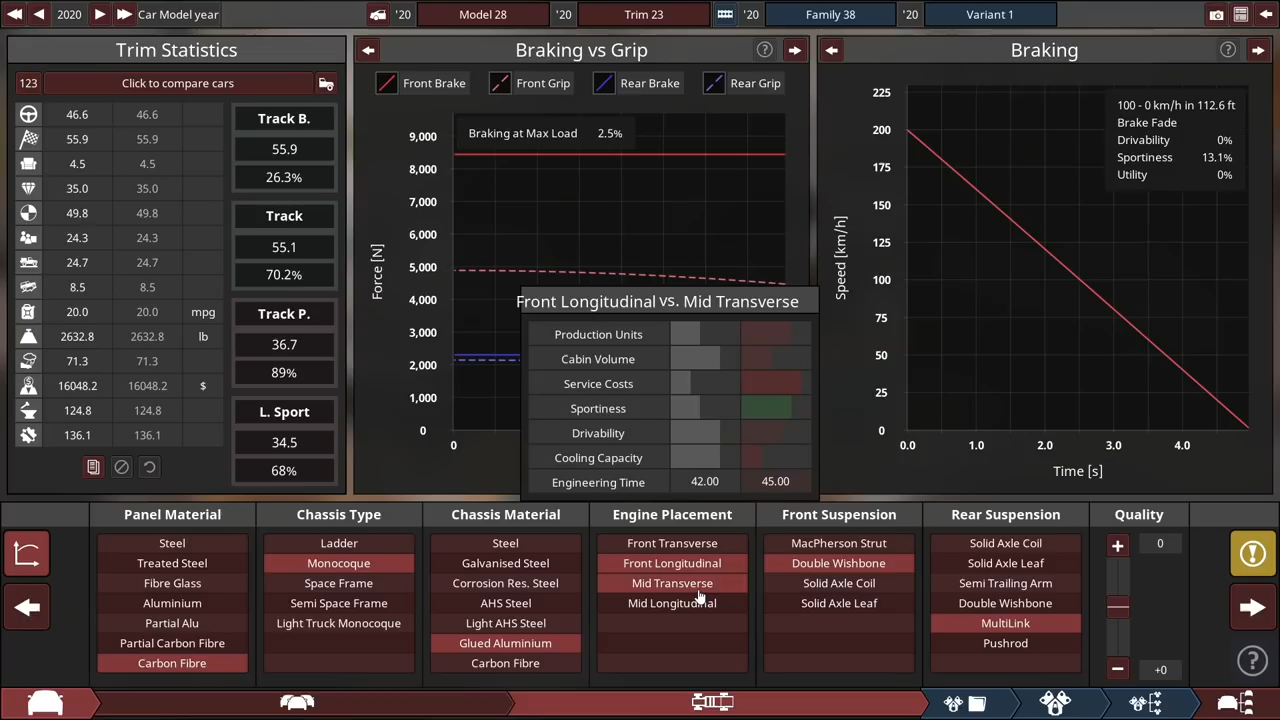 2020 Car Model year '20 Model 28 '20 Trim 23 '20 Family 38 '20 Variant 1
Trim Statistics
123 Click to compare cars
46.6 46.6
55.9 55.9
4.5 4.5
35.0 35.0
49.8 49.8
24.3 24.3
24.7 24.7
8.5 8.5
20.0 20.0 mpg
2632.8 2632.8 lb
71.3 71.3
16048.2 16048.2 $
124.8 124.8
136.1 136.1
Track B.
55.9
26.3%
Track
55.1
70.2%
Track P.
36.7
89%
L. Sport
34.5
68%
Braking vs Grip ?
Front Brake Front Grip Rear Brake Rear Grip
Braking at Max Load 2.5%
Force [N]
9,000
8,000
7,000
6,000
5,000
4,000
3,000
2,000
1,000
0
0
Front Longitudinal vs. Mid Transverse
Production Units
Cabin Volume
Service Costs
Sportiness
Drivability
Cooling Capacity
Engineering Time 42.00 45.00
Braking ?
100 - 0 km/h in 112.6 ft
Brake Fade
Drivability 0%
Sportiness 13.1%
Utility 0%
Speed [km/h]
225
200
175
150
125
100
75
50
25
0
0.0 1.0 2.0 3.0 4.0
Time [s]
Panel Material
Steel
Treated Steel
Fibre Glass
Aluminium
Partial Alu
Partial Carbon Fibre
Carbon Fibre
Chassis Type
Ladder
Monocoque
Space Frame
Semi Space Frame
Light Truck Monocoque
Chassis Material
Steel
Galvanised Steel
Corrosion Res. Steel
AHS Steel
Light AHS Steel
Glued Aluminium
Carbon Fibre
Engine Placement
Front Transverse
Front Longitudinal
Mid Transverse
Mid Longitudinal
Front Suspension
MacPherson Strut
Double Wishbone
Solid Axle Coil
Solid Axle Leaf
Rear Suspension
Solid Axle Coil
Solid Axle Leaf
Semi Trailing Arm
Double Wishbone
MultiLink
Pushrod
Quality
+ 0
− +0
?